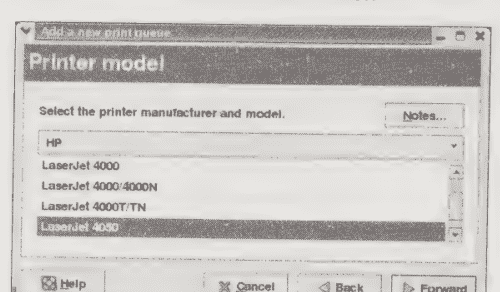 Add a new print queue
Printer model
Select the printer manufacturer and model.
Notes...
HP
LaserJet 4000
LaserJet 4000/4000N
LaserJet 4000T/TN
LaserJet 4050
Help Cancel Back Forward